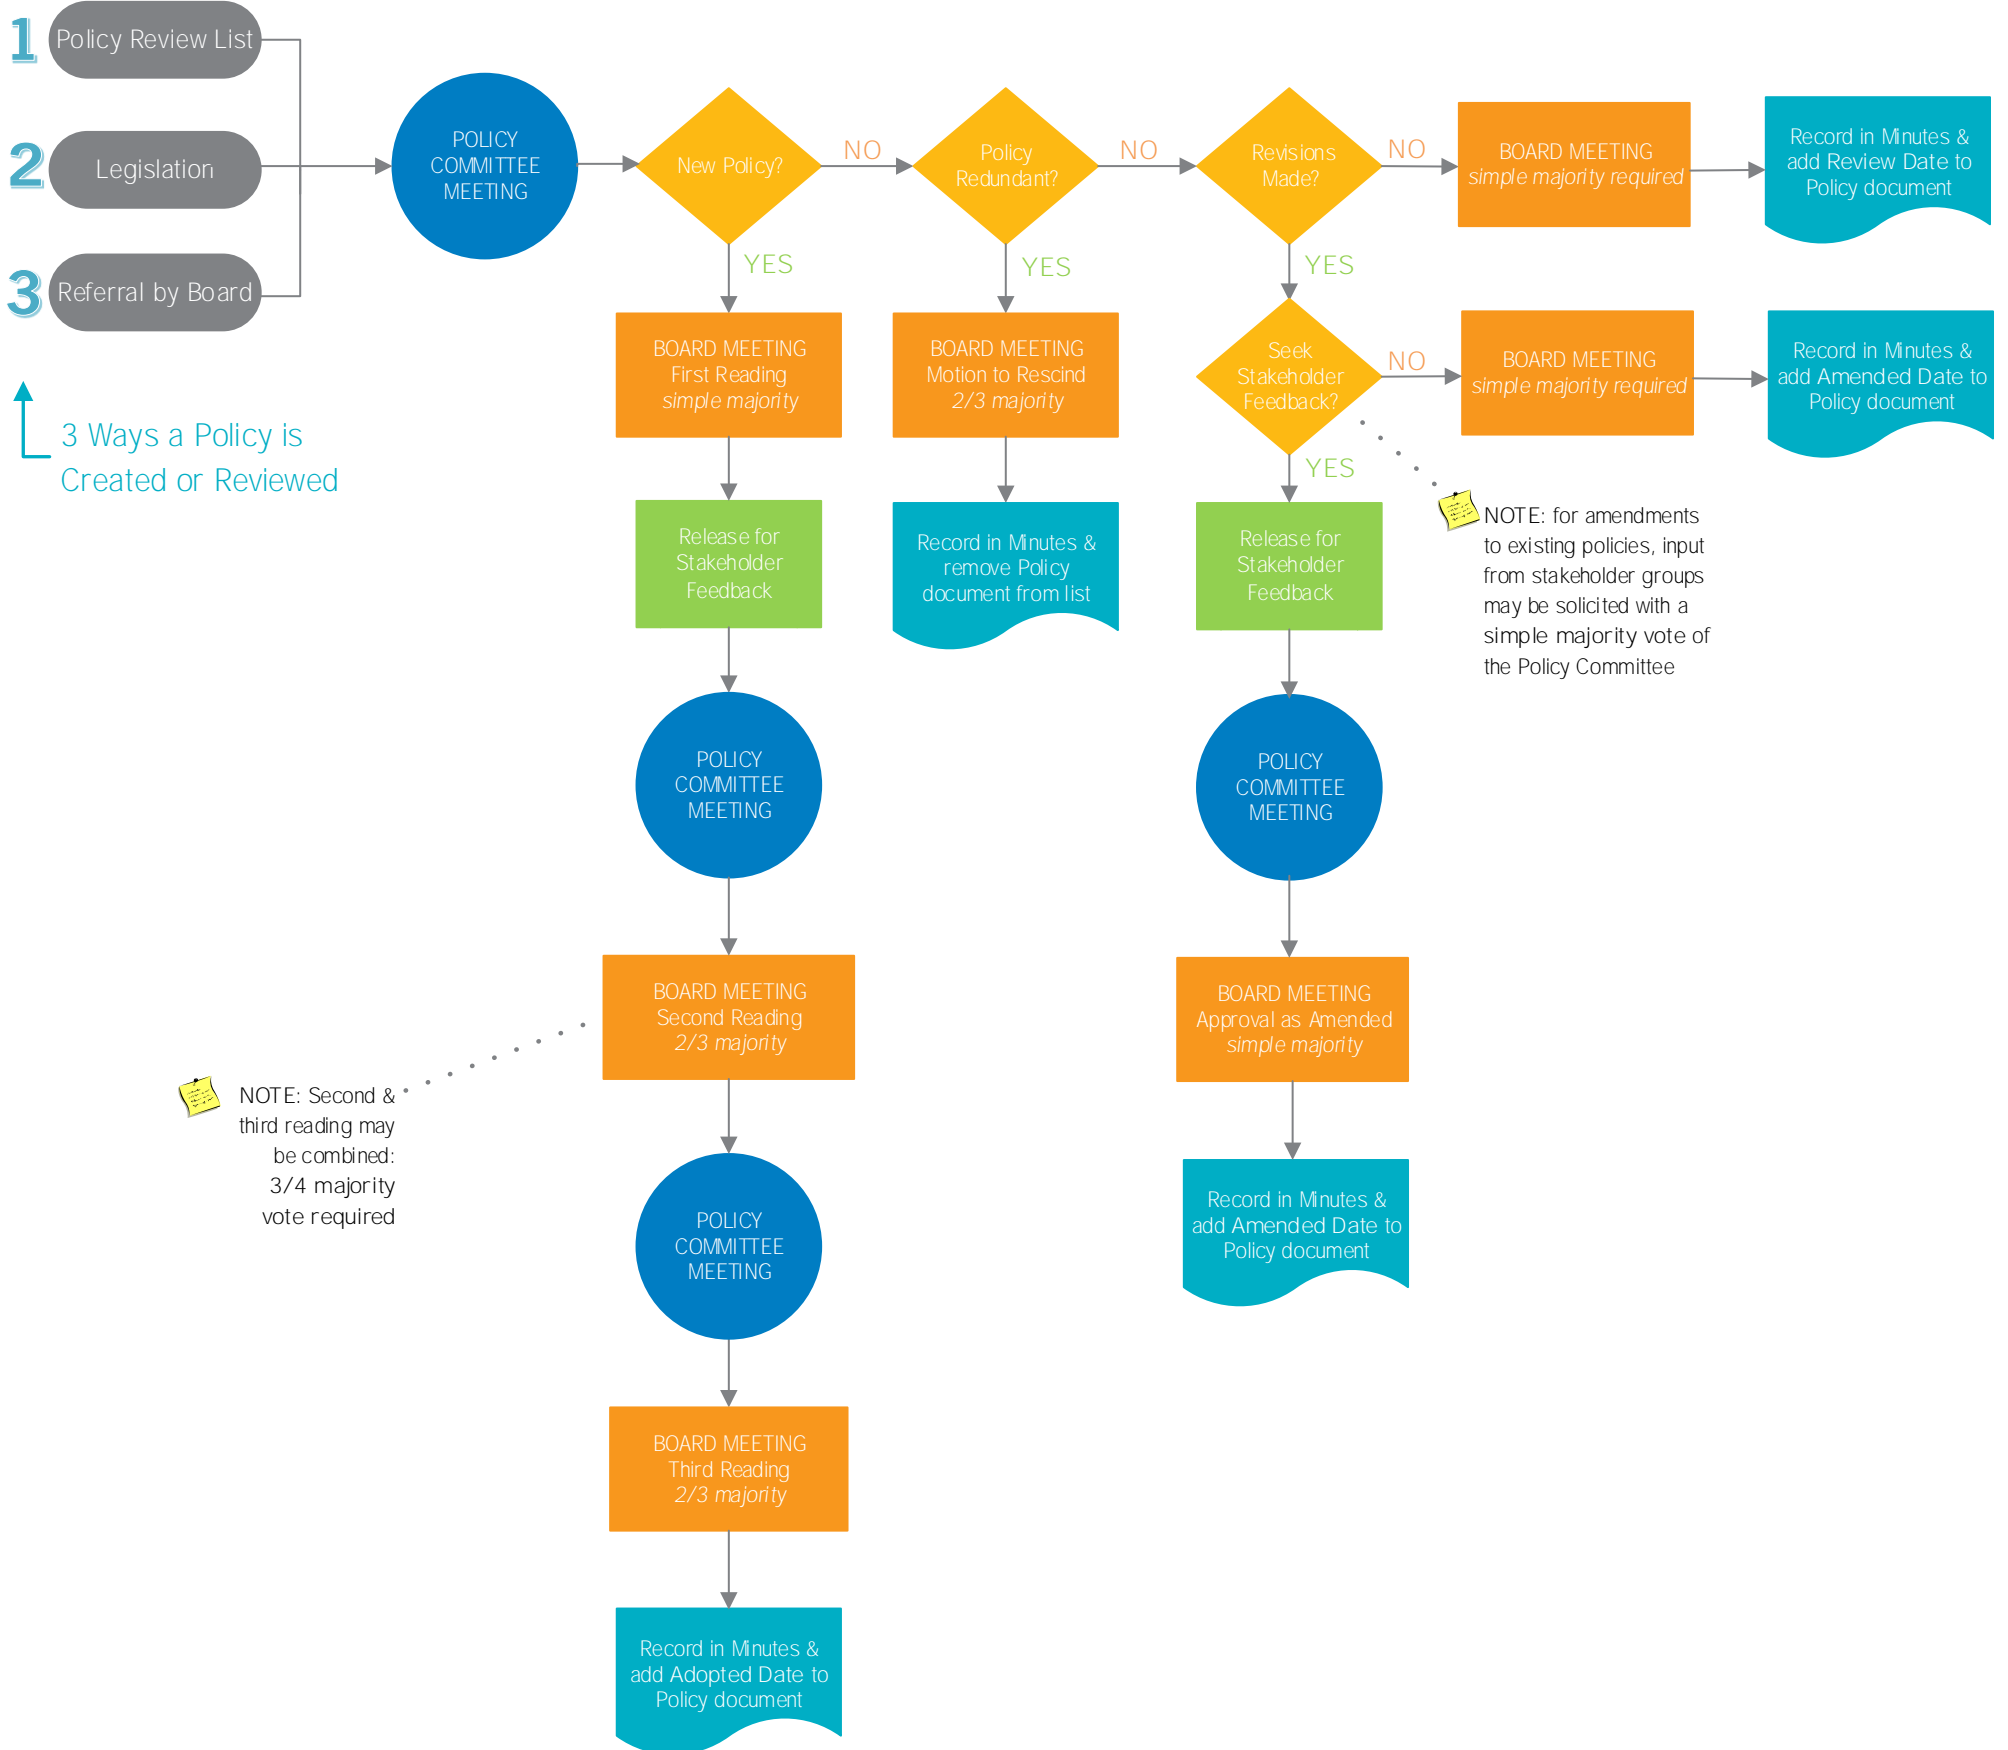 1
Policy Review List
2
Legislation
3
Referral by Board
3 Ways a Policy is
Created or Reviewed
POLICY
COMMITTEE
MEETING
New Policy?
NO
YES
Policy
Redundant?
NO
YES
Revisions
Made?
NO
YES
BOARD MEETING
simple majority required
Record in Minutes &
add Review Date to
Policy document
BOARD MEETING
First Reading
simple majority
BOARD MEETING
Motion to Rescind
2/3 majority
Seek
Stakeholder
Feedback?
NO
YES
BOARD MEETING
simple majority required
Record in Minutes &
add Amended Date to
Policy document
Release for
Stakeholder
Feedback
Record in Minutes &
remove Policy
document from list
Release for
Stakeholder
Feedback
NOTE: for amendments
to existing policies, input
from stakeholder groups
may be solicited with a
simple majority vote of
the Policy Committee
POLICY
COMMITTEE
MEETING
POLICY
COMMITTEE
MEETING
BOARD MEETING
Second Reading
2/3 majority
BOARD MEETING
Approval as Amended
simple majority
NOTE: Second &
third reading may
be combined:
3/4 majority
vote required
POLICY
COMMITTEE
MEETING
Record in Minutes &
add Amended Date to
Policy document
BOARD MEETING
Third Reading
2/3 majority
Record in Minutes &
add Adopted Date to
Policy document